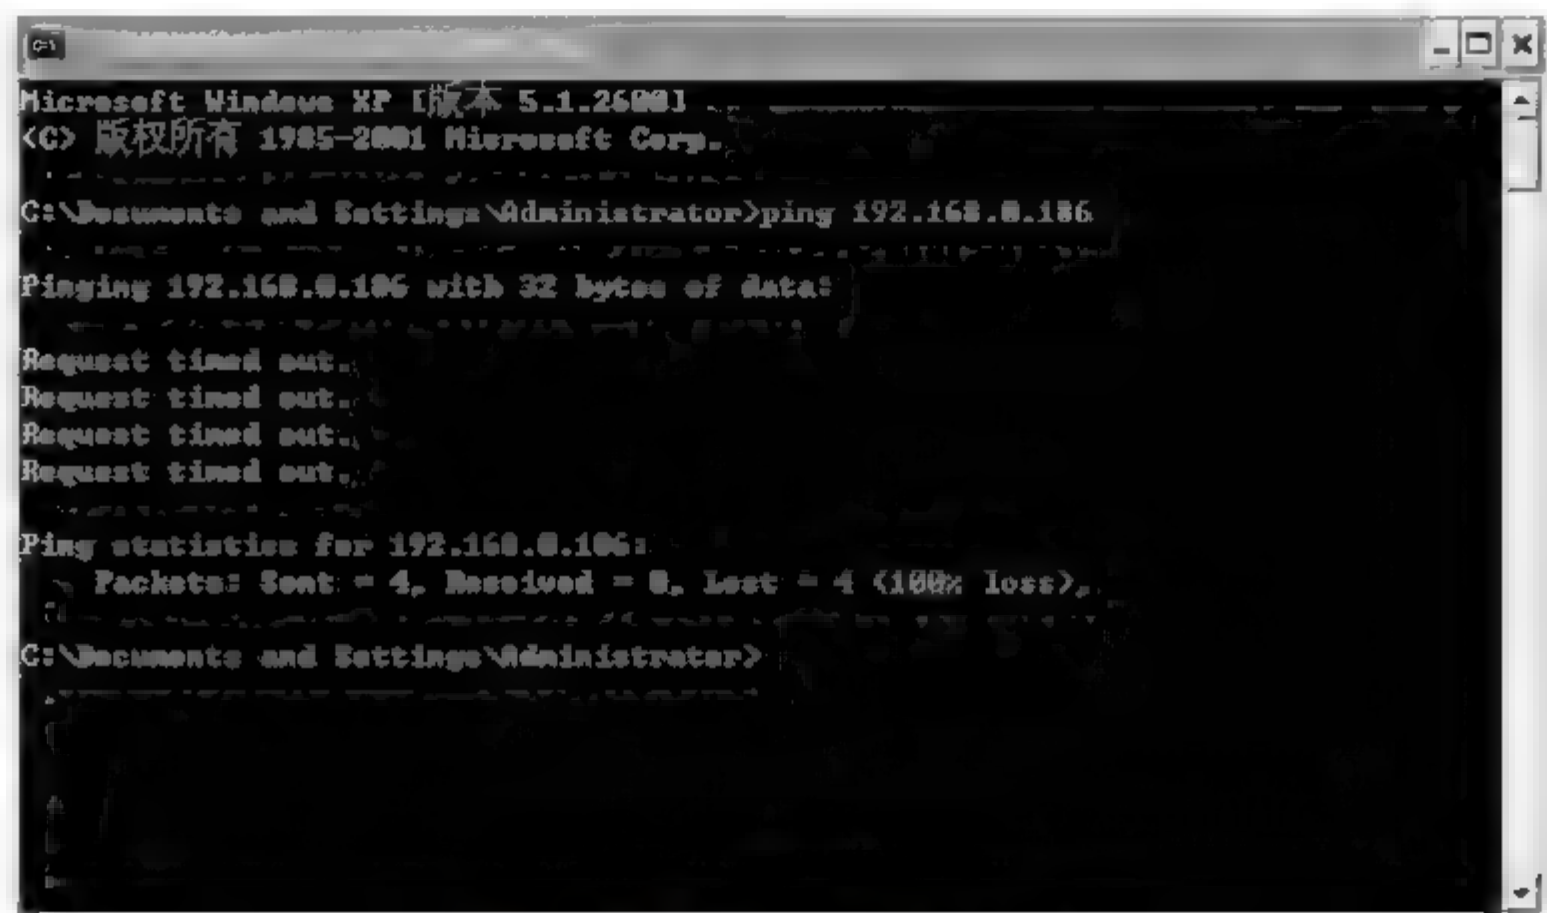 Microsoft Windows XP [版本 5.1.2600]
<C> 版权所有 1985-2001 Microsoft Corp.
C:\Documents and Settings\Administrator>ping 192.168.0.186
Pinging 192.168.0.186 with 32 bytes of data:
Request timed out.
Request timed out.
Request timed out.
Request timed out.
Ping statistics for 192.168.0.186:
Packets: Sent = 4, Received = 0, Lost = 4 <100% loss>,
C:\Documents and Settings\Administrator>